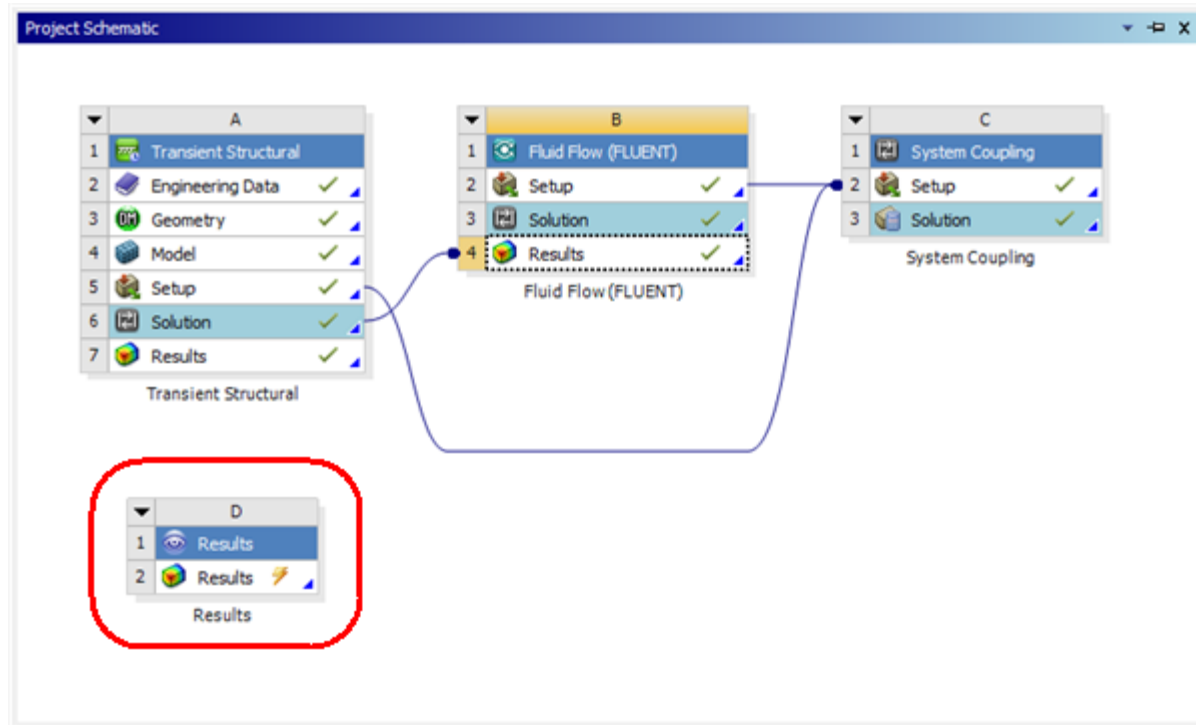 Project Schematic
A
1 Transient Structural
2 Engineering Data
3 Geometry
4 Model
5 Setup
6 Solution
7 Results
Transient Structural
B
1 Fluid Flow (FLUENT)
2 Setup
3 Solution
4 Results
Fluid Flow (FLUENT)
C
1 System Coupling
2 Setup
3 Solution
System Coupling
D
1 Results
2 Results
Results